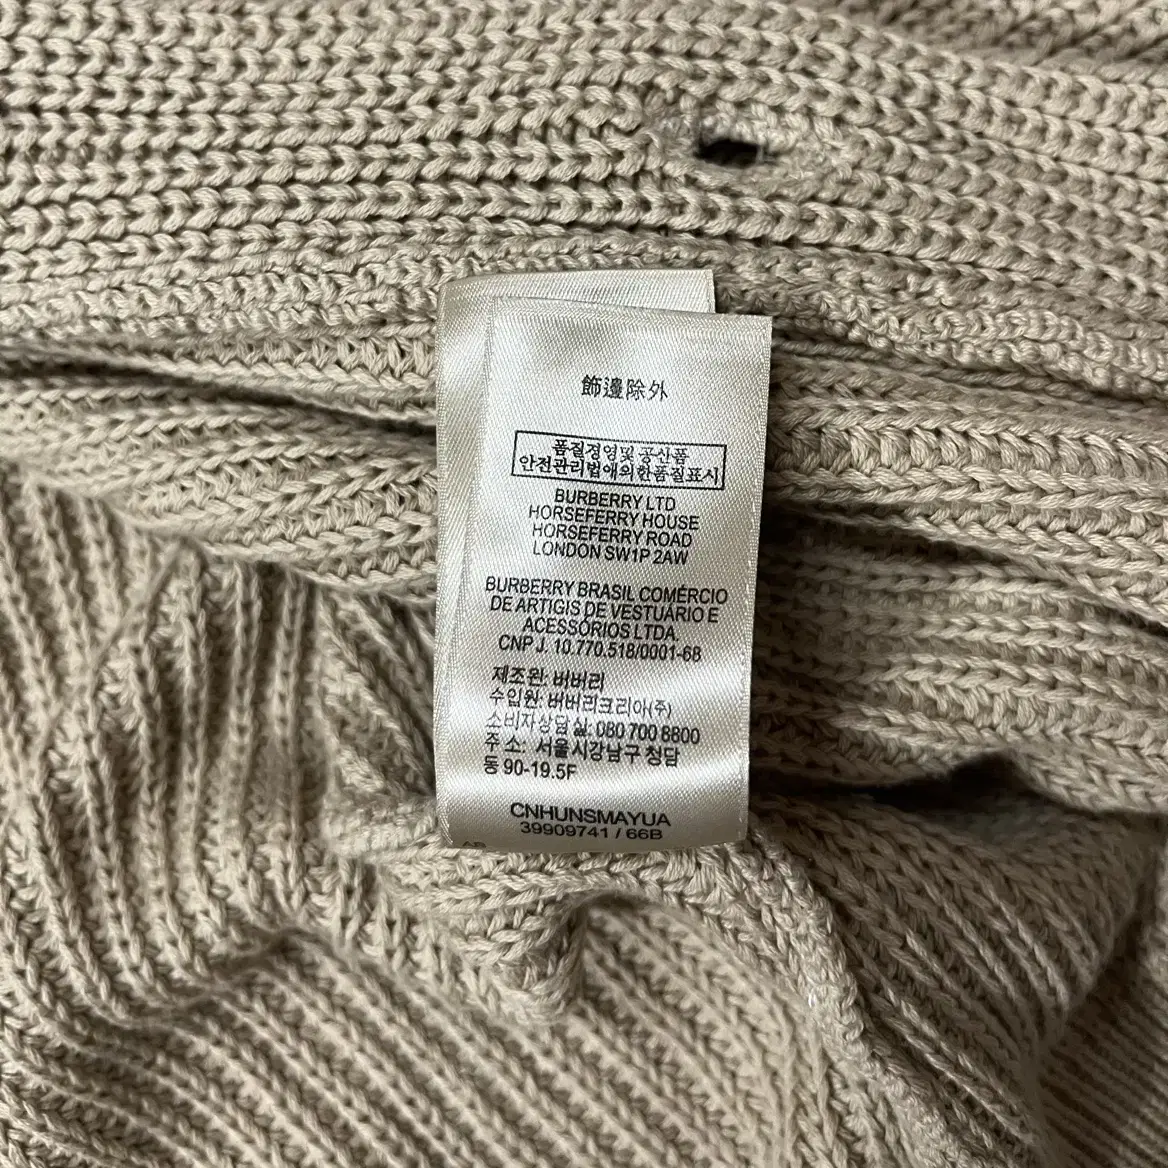 飾邊除外
품질경영및 공산품
안전관리법에의한품질표시
BURBERRY LTD
HORSEFERRY HOUSE
HORSEFERRY ROAD
LONDON SW1P 2AW
BURBERRY BRASIL COMÉRCIO
DE ARTIGIS DE VESTUÁRIO E
ACESSÓRIOS LTDA.
CNPJ. 10.770.518/0001-68
제조원: 버버리
수입원: 버버리코리아(주)
소비자상담실: 080 700 8800
주 소: 서울시강남구 청담
동 90-19.5F
CNHUNSMAYUA
39909741 / 66B